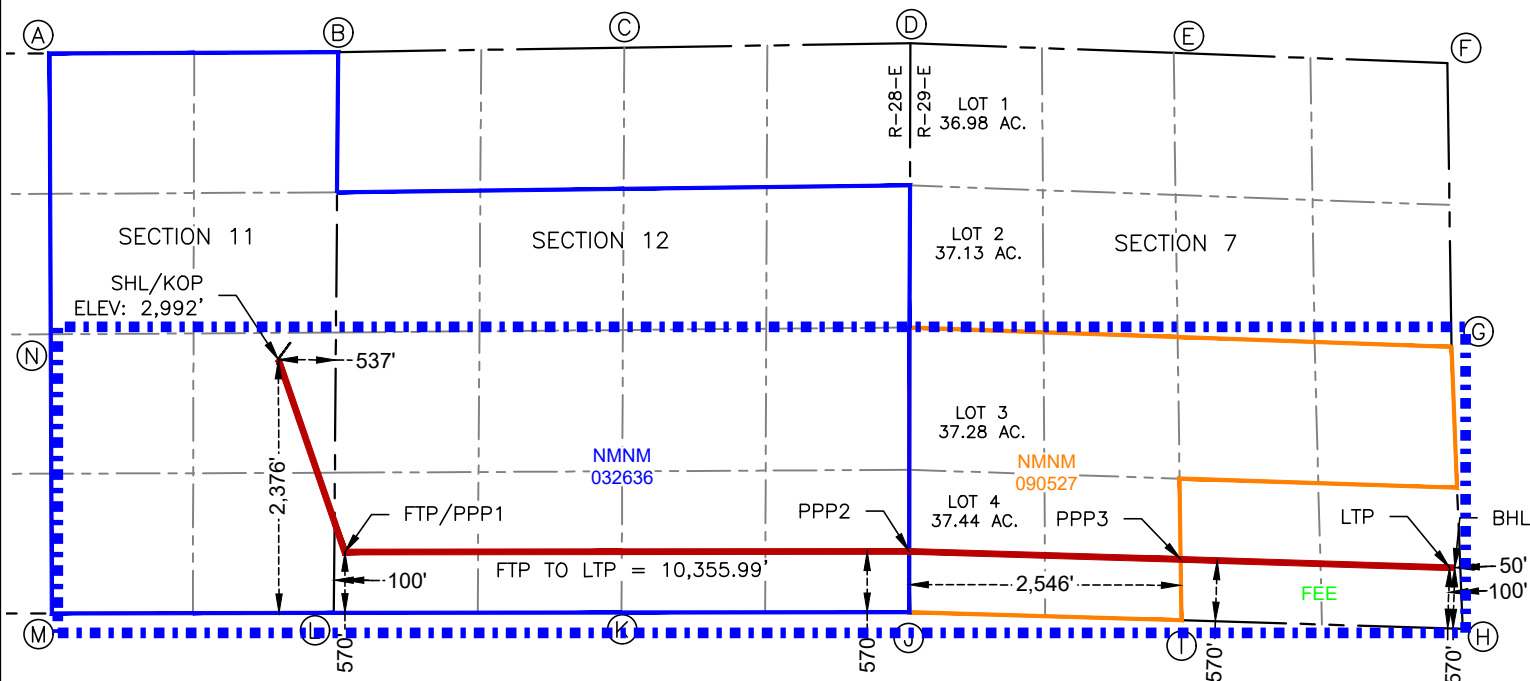 A
B
C
D
E
F
R-28-E
R-29-E
LOT 1
36.98 AC.
SECTION 11
SECTION 12
LOT 2
37.13 AC.
SECTION 7
SHL/KOP
ELEV: 2,992'
N
G
537'
LOT 3
37.28 AC.
2,376'
NMNM
032636
NMNM
090527
LOT 4
37.44 AC.
FTP/PPP1
PPP2
PPP3
LTP
BHL
FTP TO LTP = 10,355.99'
100'
2,546'
FEE
50'
100'
M
L
K
J
I
H
570'
570'
570'
570'